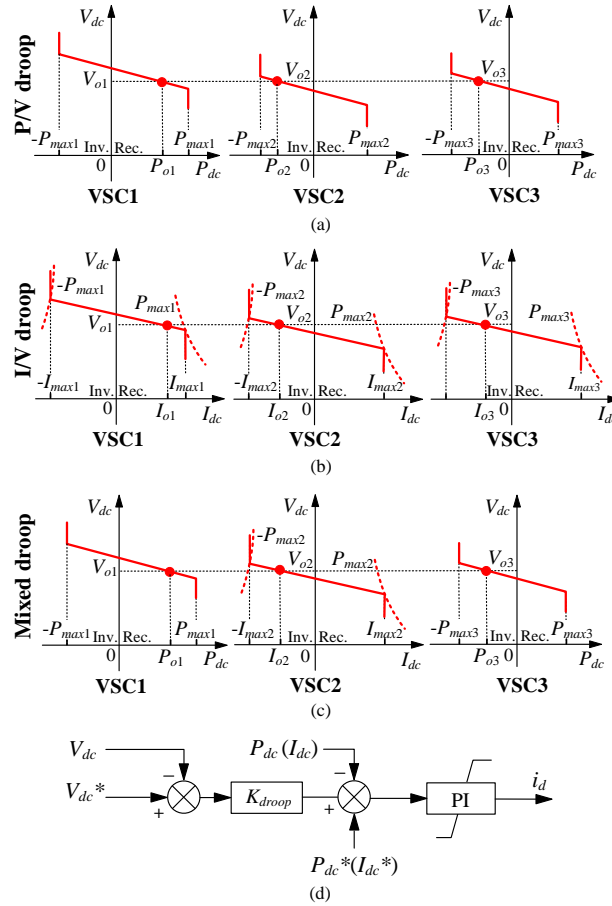 P/V droop
V_dc V_dc V_dc
V_o1 V_o2 V_o3
-P_max1 Inv. Rec. P_max1 -P_max2 Inv. Rec. P_max2 -P_max3 Inv. Rec. P_max3
0 P_o1 P_dc P_o2 0 P_dc P_o3 0 P_dc
VSC1 VSC2 VSC3
(a)
I/V droop
V_dc V_dc V_dc
-P_max1 P_max1 -P_max2 P_max2 -P_max3 P_max3
V_o1 V_o2 V_o3
-I_max1 Inv. Rec. I_max1 -I_max2 Inv. Rec. I_max2 Inv. Rec. I_max3
0 I_o1 I_dc I_o2 0 I_dc I_o3 0 I_dc
VSC1 VSC2 VSC3
(b)
Mixed droop
V_dc V_dc V_dc
-P_max2 P_max2
V_o1 V_o2 V_o3
-P_max1 Inv. Rec. P_max1 -I_max2 Inv. Rec. I_max2 -P_max3 Inv. Rec. P_max3
0 P_o1 P_dc I_o2 0 I_dc P_o3 0 P_dc
VSC1 VSC2 VSC3
(c)
V_dc P_dc (I_dc)
− −
V_dc* + K_droop + PI i_d
P_dc*(I_dc*)
(d)